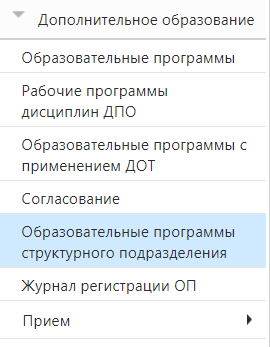 Дополнительное образование
Образовательные программы
Рабочие программы
дисциплин ДПО
Образовательные программы с
применением ДОТ
Согласование
Образовательные программы
структурного подразделения
Журнал регистрации ОП
Прием